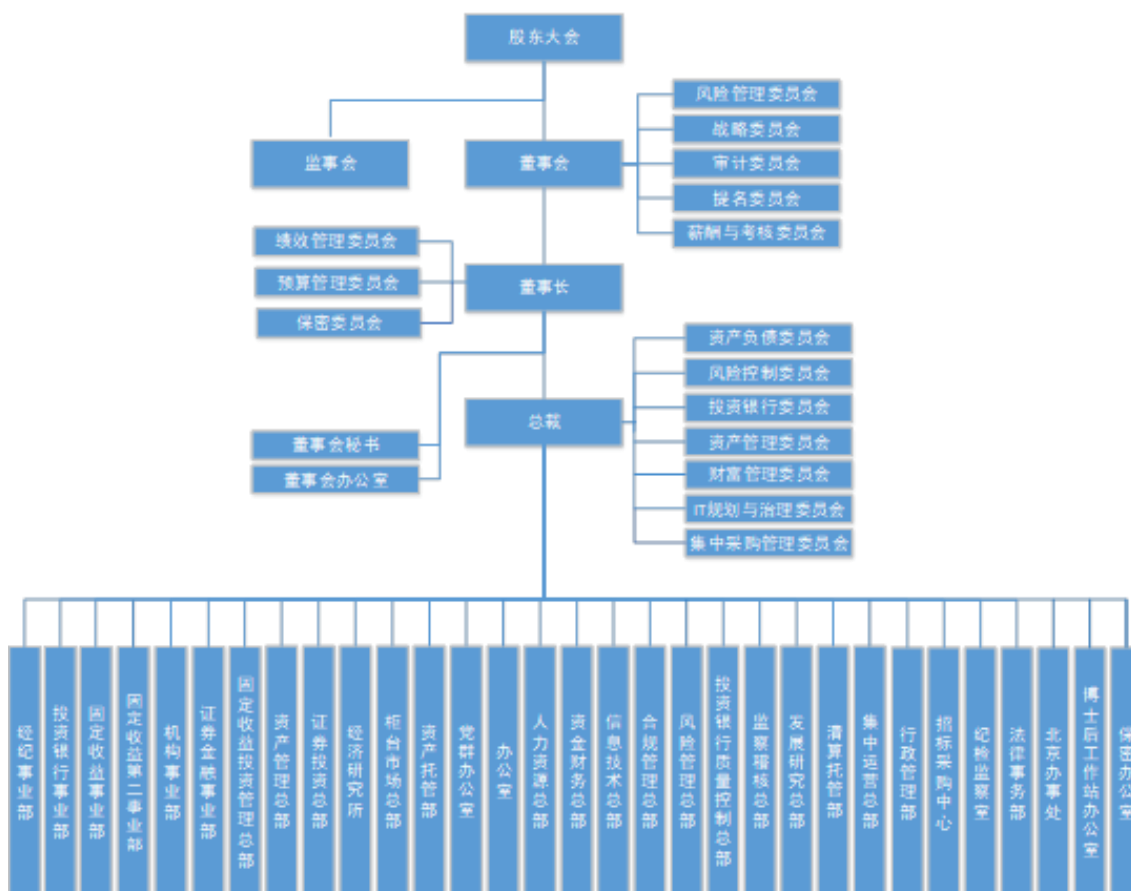 股东大会
监事会
董事会
风险管理委员会
战略委员会
审计委员会
提名委员会
薪酬与考核委员会
绩效管理委员会
预算管理委员会
保密委员会
董事长
资产负债委员会
风险控制委员会
投资银行委员会
资产管理委员会
财富管理委员会
IT规划与治理委员会
集中采购管理委员会
总裁
董事会秘书
董事会办公室
经纪事业部
投资银行事业部
固定收益事业部
固定收益第二事业部
机构事业部
证券金融事业部
固定收益投资管理总部
资产管理总部
证券投资总部
经济研究所
柜台市场总部
资产托管部
党群办公室
办公室
人力资源总部
资金财务总部
信息技术总部
合规管理总部
风险管理总部
投资银行质量控制总部
监察稽核总部
发展研究总部
清算托管部
集中运营总部
行政管理部
招标采购中心
纪检监察室
法律事务部
北京办事处
博士后工作站办公室
保密办公室